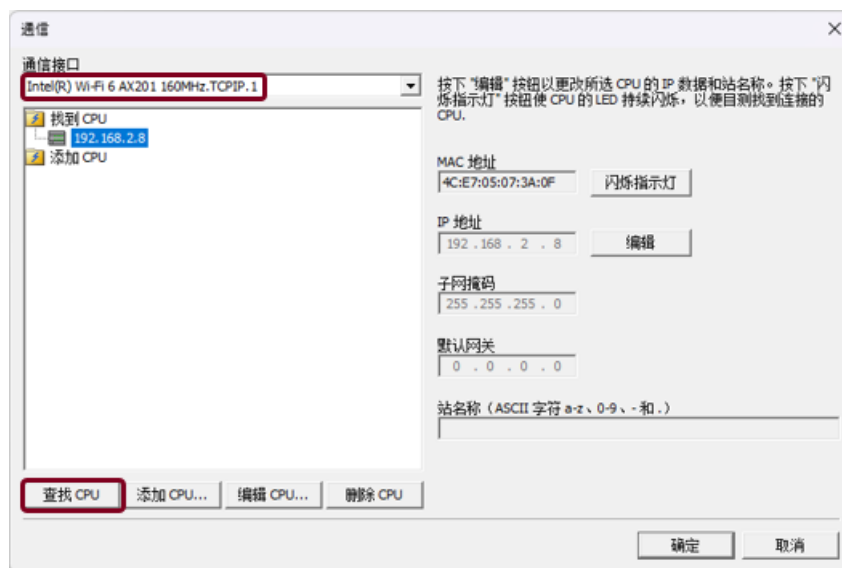 通信
通信接口
Intel(R) Wi-Fi 6 AX201 160MHz.TCPIP.1
找到 CPU
192.168.2.8
添加 CPU
按下 "编辑" 按钮以更改所选 CPU 的 IP 数据和站名称。按下 "闪
烁指示灯" 按钮使 CPU 的 LED 持续闪烁，以便目测找到连接的
CPU.
MAC 地址
4C:E7:05:07:3A:0F
闪烁指示灯
IP 地址
192 . 168 . 2 . 8
编辑
子网掩码
255 . 255 . 255 . 0
默认网关
0 . 0 . 0 . 0
站名称（ASCII 字符 a-z、0-9、- 和 .）
查找 CPU
添加 CPU...
编辑 CPU...
删除 CPU
确定
取消